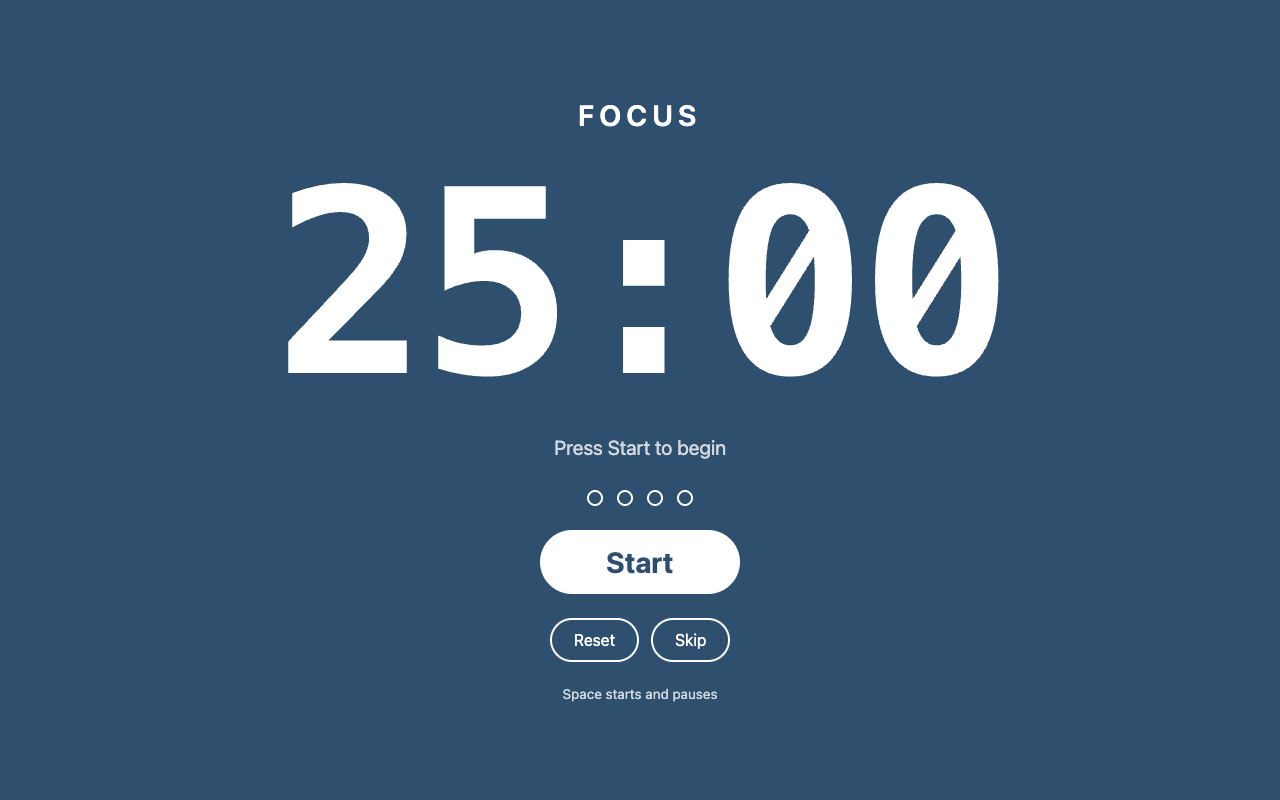 FOCUS
25:00
Press Start to begin
Start
Reset Skip
Space starts and pauses